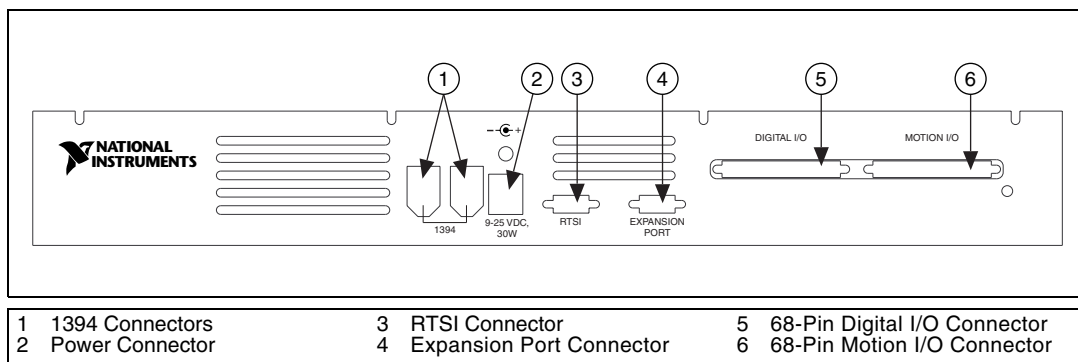 1 2 3 4 5 6
- +
NATIONAL
INSTRUMENTS
DIGITAL I/O MOTION I/O
1394
9-25 VDC,
30W
RTSI
EXPANSION
PORT
1 1394 Connectors 3 RTSI Connector 5 68-Pin Digital I/O Connector
2 Power Connector 4 Expansion Port Connector 6 68-Pin Motion I/O Connector